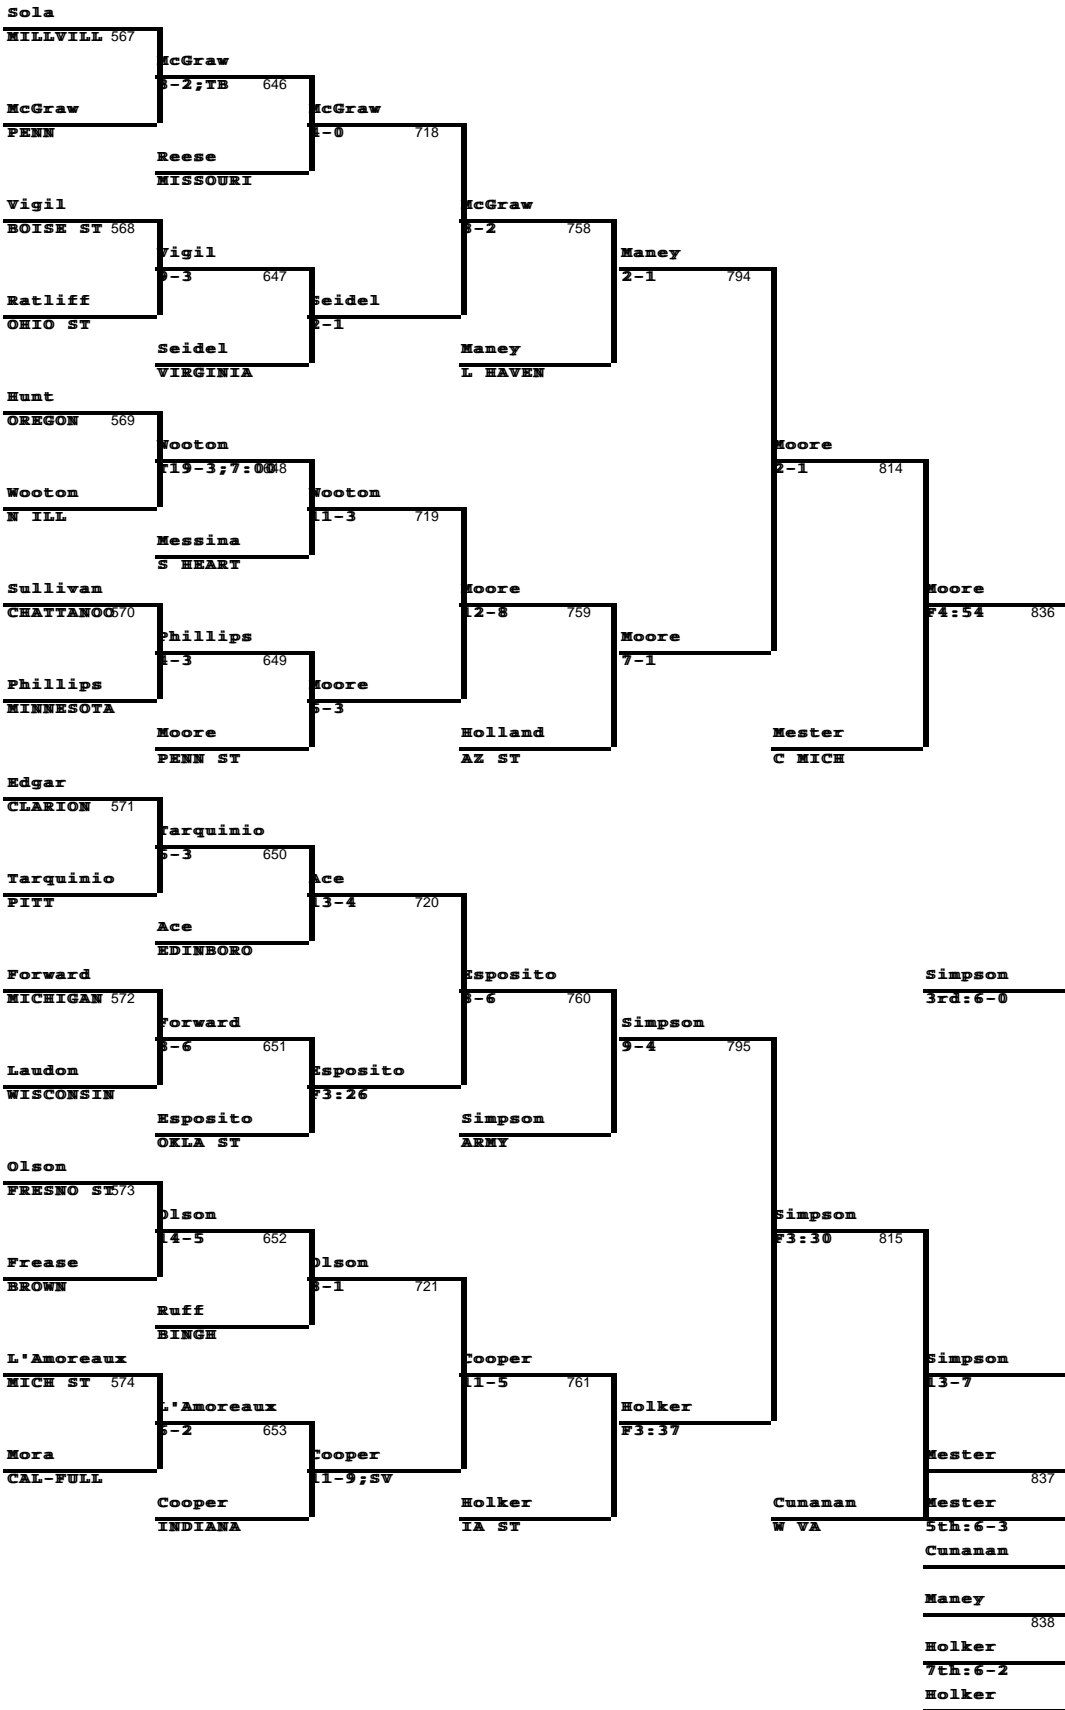 Sola
MILLVILL 567
McGraw
3-2;TB 646
McGraw McGraw
PENN 4-0 718
Reese
MISSOURI
Vigil McGraw
BOISE ST 568 3-2 758
Vigil Maney
9-3 647 2-1 794
Ratliff Seidel
OHIO ST 2-1
Seidel Maney
VIRGINIA L HAVEN
Hunt
OREGON 569
Wooton Moore
T19-3;7:00 648 2-1 814
Wooton Wooton
N ILL 11-3 719
Messina
S HEART
Sullivan Moore Moore
CHATTANOO 570 12-8 759 F4:54 836
Phillips Moore
4-3 649 7-1
Phillips Moore
MINNESOTA 5-3
Moore Holland Mester
PENN ST AZ ST C MICH
Edgar
CLARION 571
Tarquinio
5-3 650
Tarquinio Ace
PITT 13-4 720
Ace
EDINBORO
Forward Esposito Simpson
MICHIGAN 572 8-6 760 3rd:6-0
Forward Simpson
8-6 651 9-4 795
Laudon Esposito
WISCONSIN F3:26
Esposito Simpson
OKLA ST ARMY
Olson
FRESNO ST 573
Olson Simpson
14-5 652 F3:30 815
Frease Olson
BROWN 3-1 721
Ruff
BINGH
L'Amoreaux Cooper Simpson
MICH ST 574 11-5 761 13-7
L'Amoreaux Holker
5-2 653 F3:37
Mora Cooper Mester
CAL-FULL 11-9;SV 837
Cooper Holker Cunanan Mester
INDIANA IA ST W VA 5th:6-3
Cunanan
Maney
838
Holker
7th:6-2
Holker